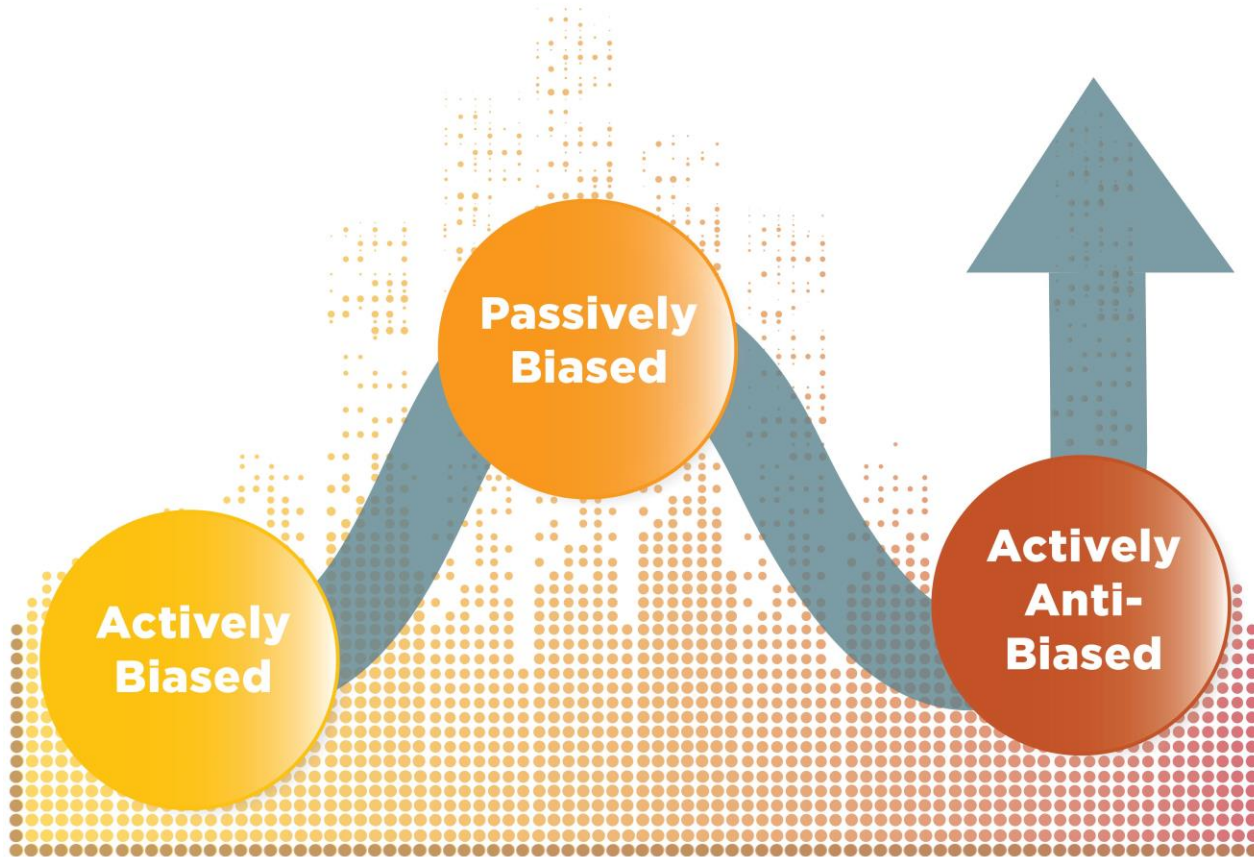 Passively
Biased
Actively
Biased
Actively
Anti-
Biased